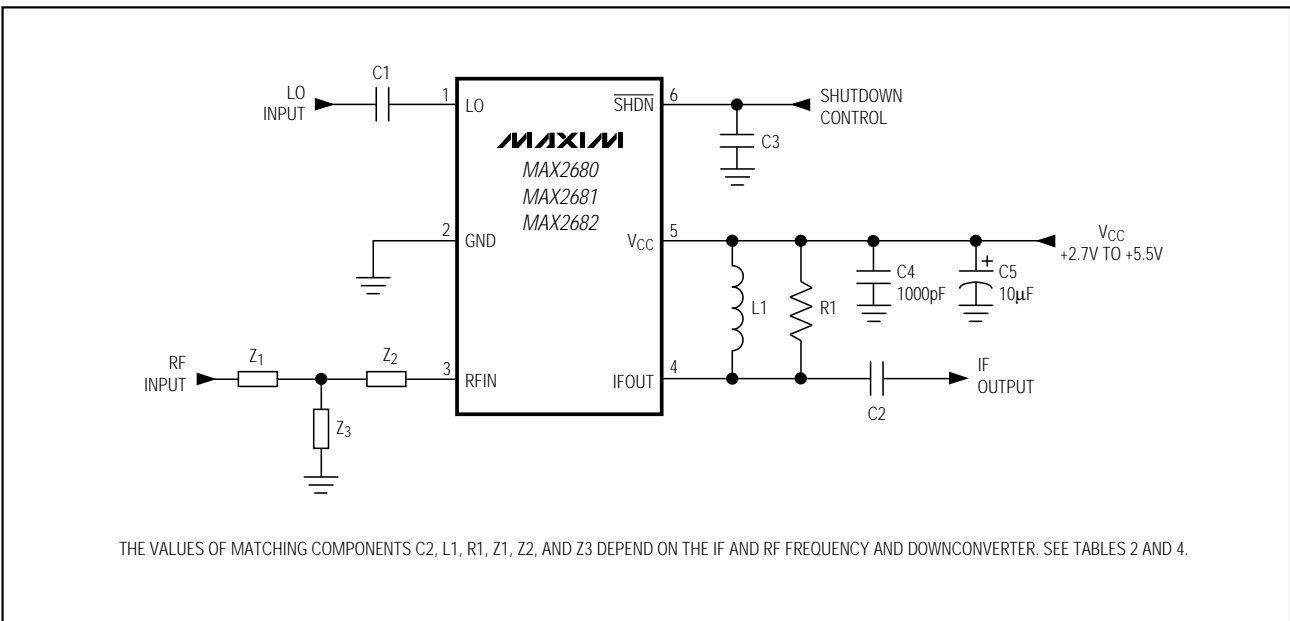 C1
LO
INPUT
1
LO
SHDN
6
SHUTDOWN
CONTROL
C3
MAXIM
MAX2680
MAX2681
MAX2682
2
GND
VCC
5
VCC
+2.7V TO +5.5V
C4
1000pF
+
C5
10μF
L1
R1
RF
INPUT
Z1
Z2
3
RFIN
IFOUT
4
IF
OUTPUT
C2
Z3
THE VALUES OF MATCHING COMPONENTS C2, L1, R1, Z1, Z2, AND Z3 DEPEND ON THE IF AND RF FREQUENCY AND DOWNCONVERTER. SEE TABLES 2 AND 4.